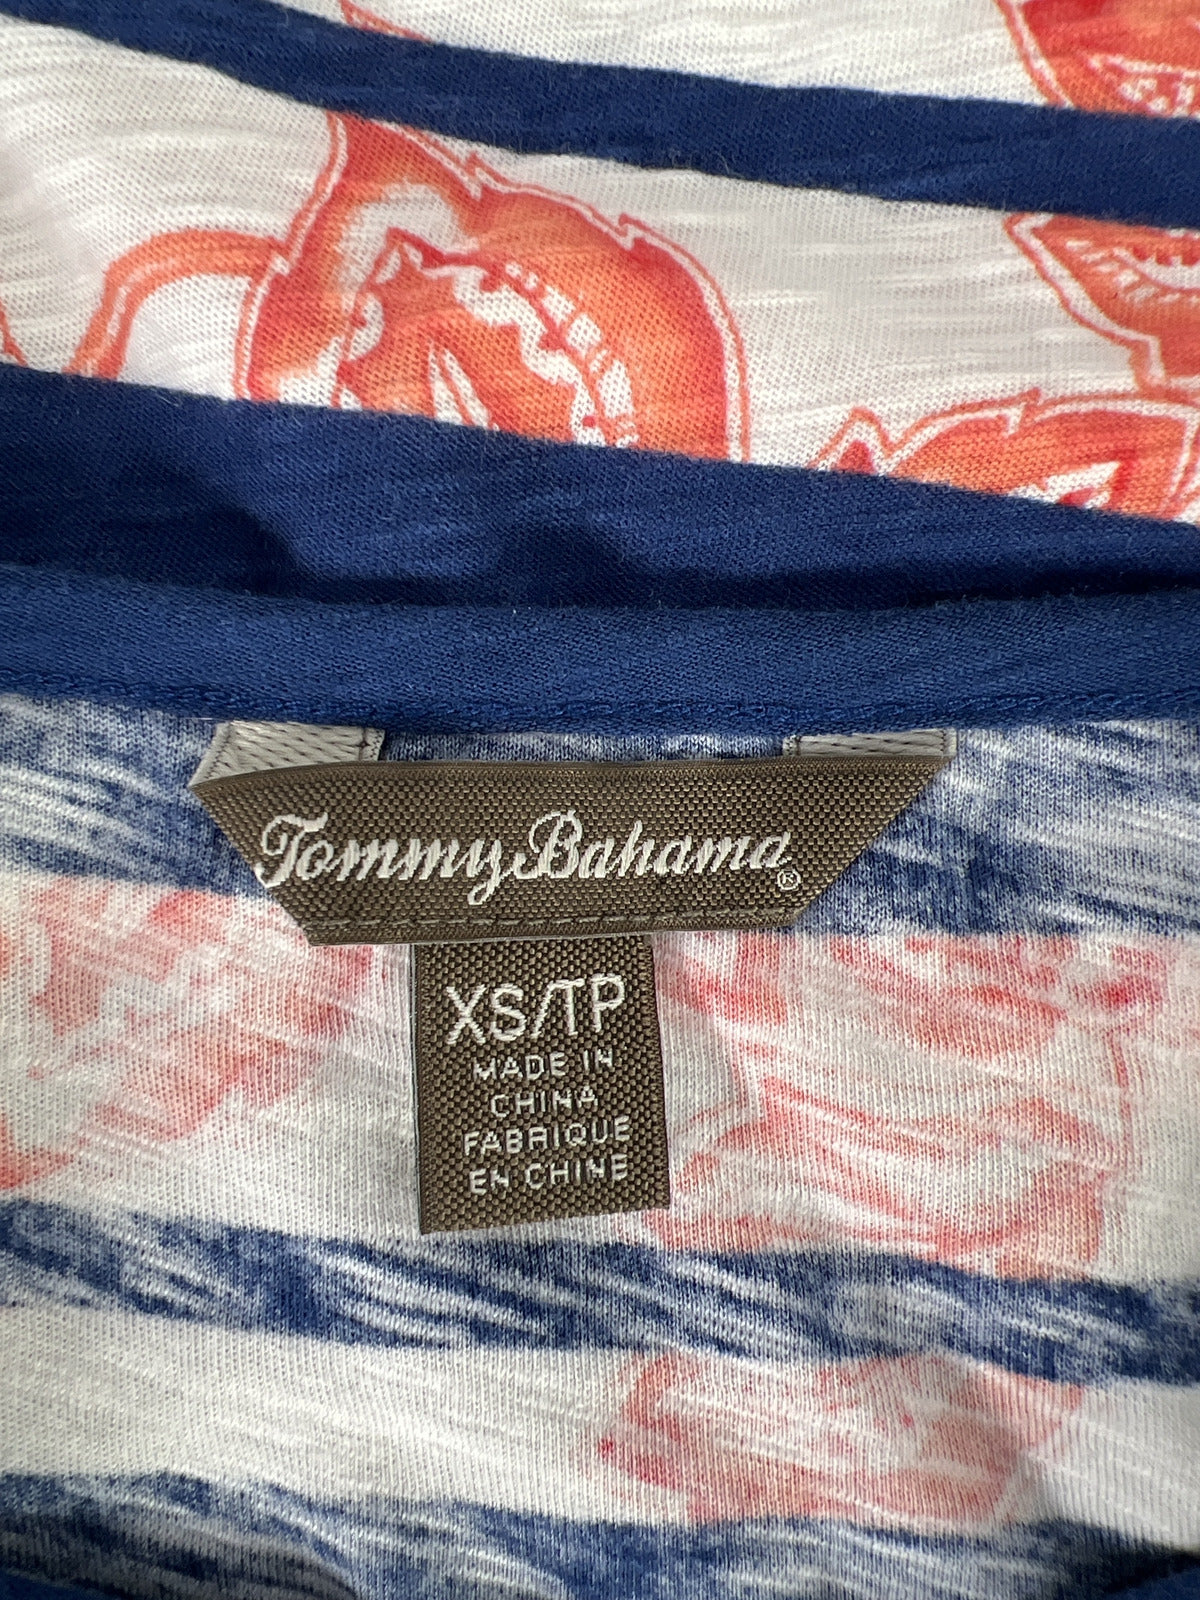 Tommy Bahama®
XS/TP
MADE IN
CHINA
FABRIQUE
EN CHINE